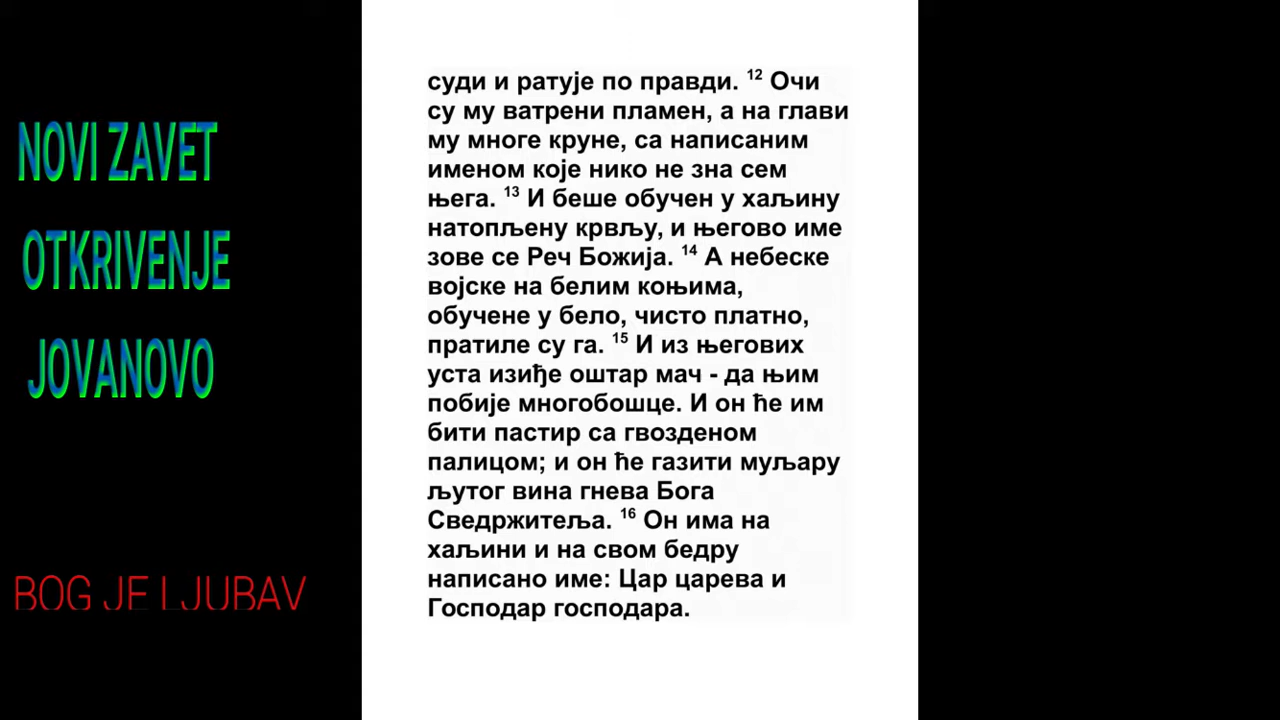 NOVI ZAVET
OTKRIVENJE
JOVANOVO
BOG JE LJUBAV
суди и ратује по правди. 12 Очи
су му ватрени пламен, а на глави
му многе круне, са написаним
именом које нико не зна сем
њега. 13 И беше обучен у хаљину
натопљену крвљу, и његово име
зове се Реч Божија. 14 А небеске
војске на белим коњима,
обучене у бело, чисто платно,
пратиле су га. 15 И из његових
уста изиђе оштар мач - да њим
побије многобошце. И он ће им
бити пастир са гвозденом
палицом; и он ће газити муљару
љутог вина гнева Бога
Сведржитеља. 16 Он има на
хаљини и на свом бедру
написано име: Цар царева и
Господар господара.